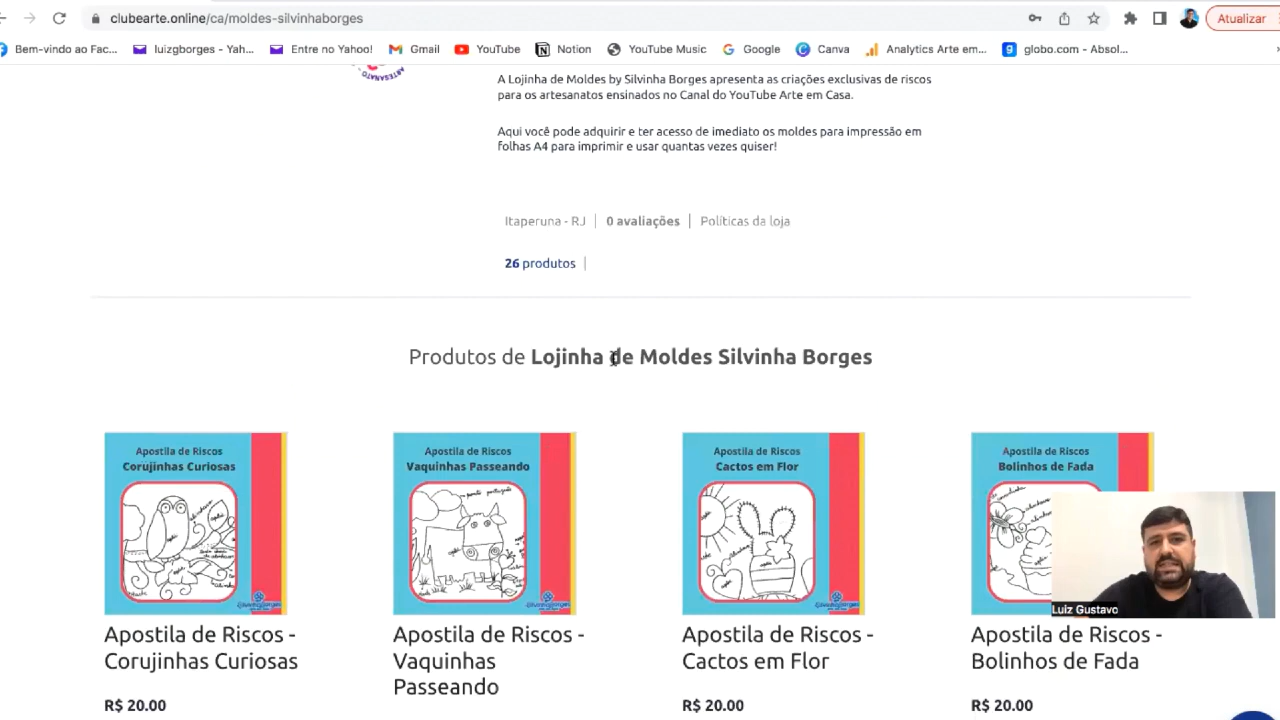 clubearte.online/ca/moldes-silvinhaborges
Atualizar
Bem-vindo ao Fac...
luizgborges - Yah...
Entre no Yahoo!
Gmail
YouTube
Notion
YouTube Music
Google
Canva
Analytics Arte em...
globo.com - Absol...
ARTESANATO
A Lojinha de Moldes by Silvinha Borges apresenta as criações exclusivas de riscos
para os artesanatos ensinados no Canal do YouTube Arte em Casa.
Aqui você pode adquirir e ter acesso de imediato os moldes para impressão em
folhas A4 para imprimir e usar quantas vezes quiser!
Itaperuna - RJ
0 avaliações
Políticas da loja
26 produtos
Produtos de Lojinha de Moldes Silvinha Borges
Apostila de Riscos
Corujinhas Curiosas
Apostila de Riscos
Vaquinhas Passeando
Apostila de Riscos
Cactos em Flor
Apostila de Riscos
Bolinhos de Fada
Luiz Gustavo
Apostila de Riscos -
Corujinhas Curiosas
R$ 20.00
Apostila de Riscos -
Vaquinhas
Passeando
Apostila de Riscos -
Cactos em Flor
R$ 20.00
Apostila de Riscos -
Bolinhos de Fada
R$ 20.00